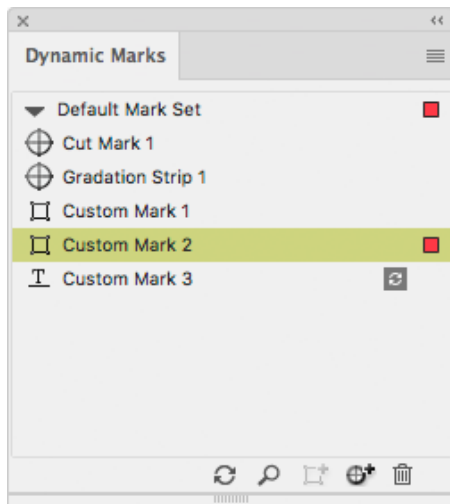 Dynamic Marks
Default Mark Set
Cut Mark 1
Gradation Strip 1
Custom Mark 1
Custom Mark 2
Custom Mark 3